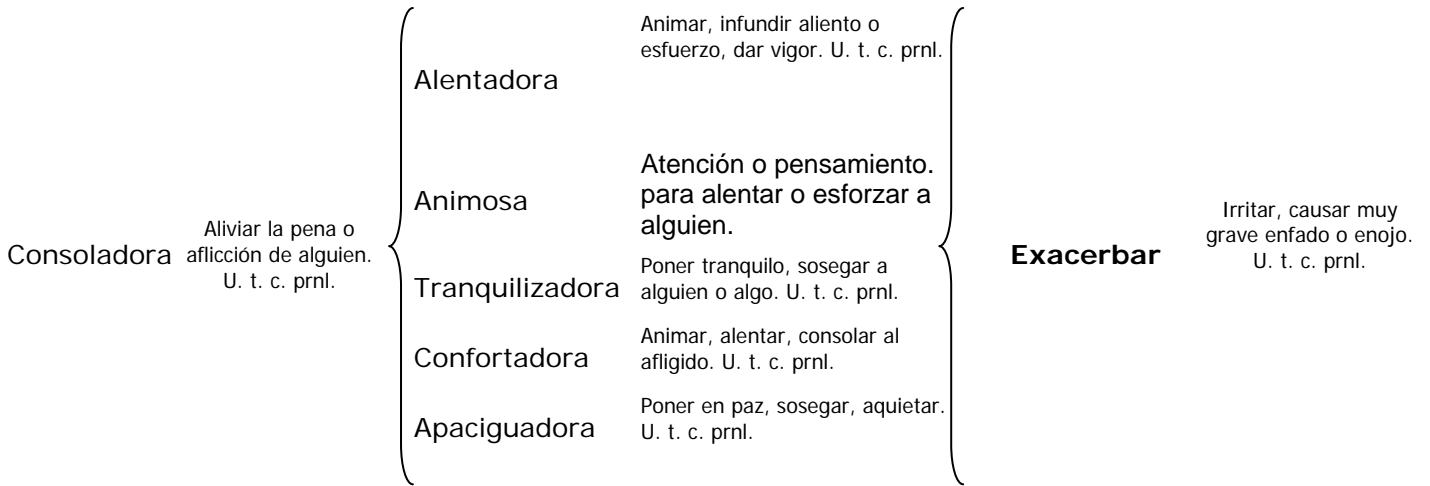 Consoladora
Aliviar la pena o
aflicción de alguien.
U. t. c. prnl.
Alentadora
Animar, infundir aliento o
esfuerzo, dar vigor. U. t. c. prnl.
Animosa
Atención o pensamiento.
para alentar o esforzar a
alguien.
Tranquilizadora
Poner tranquilo, sosegar a
alguien o algo. U. t. c. prnl.
Confortadora
Animar, alentar, consolar al
afligido. U. t. c. prnl.
Apaciguadora
Poner en paz, sosegar, aquietar.
U. t. c. prnl.
Exacerbar
Irritar, causar muy
grave enfado o enojo.
U. t. c. prnl.